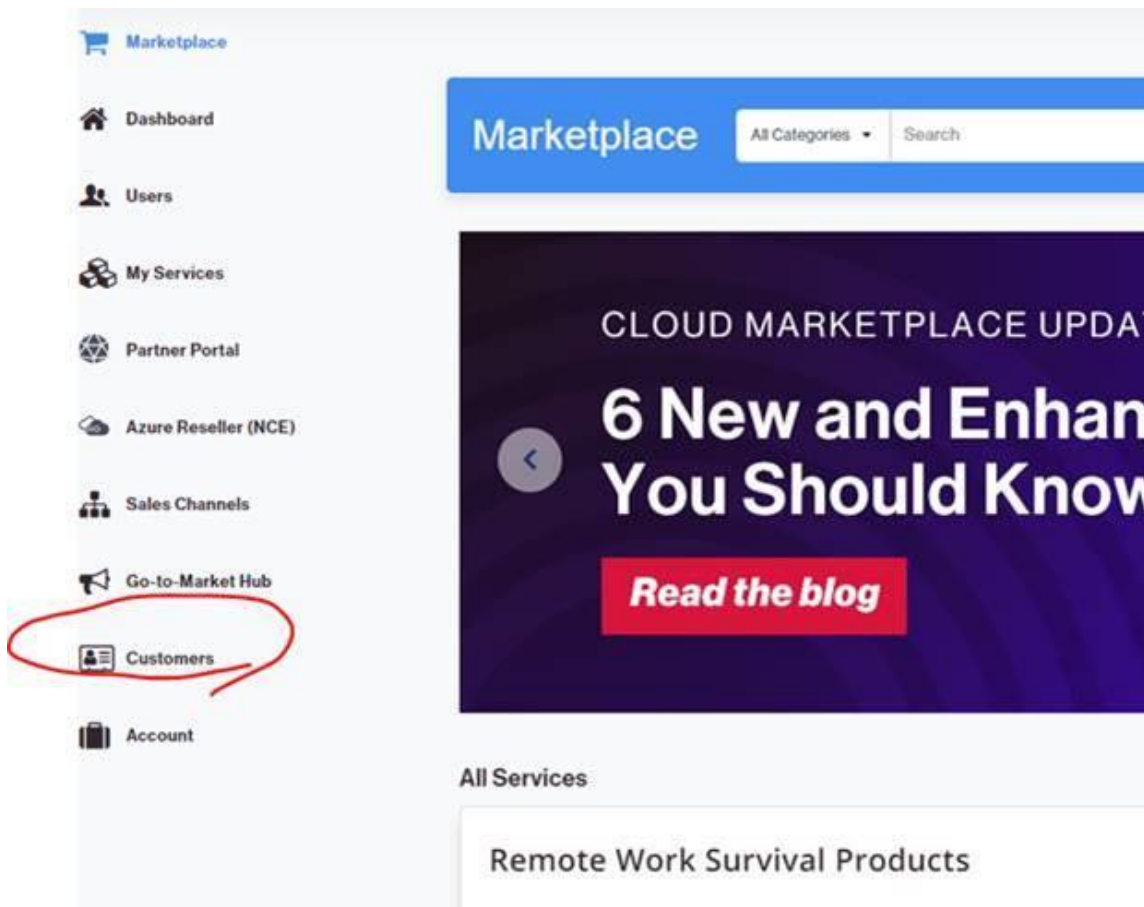 Marketplace
Dashboard
Users
My Services
Partner Portal
Azure Reseller (NCE)
Sales Channels
Go-to-Market Hub
Customers
Account
Marketplace
All Categories
Search
CLOUD MARKETPLACE UPDA
6 New and Enhan
You Should Know
Read the blog
All Services
Remote Work Survival Products